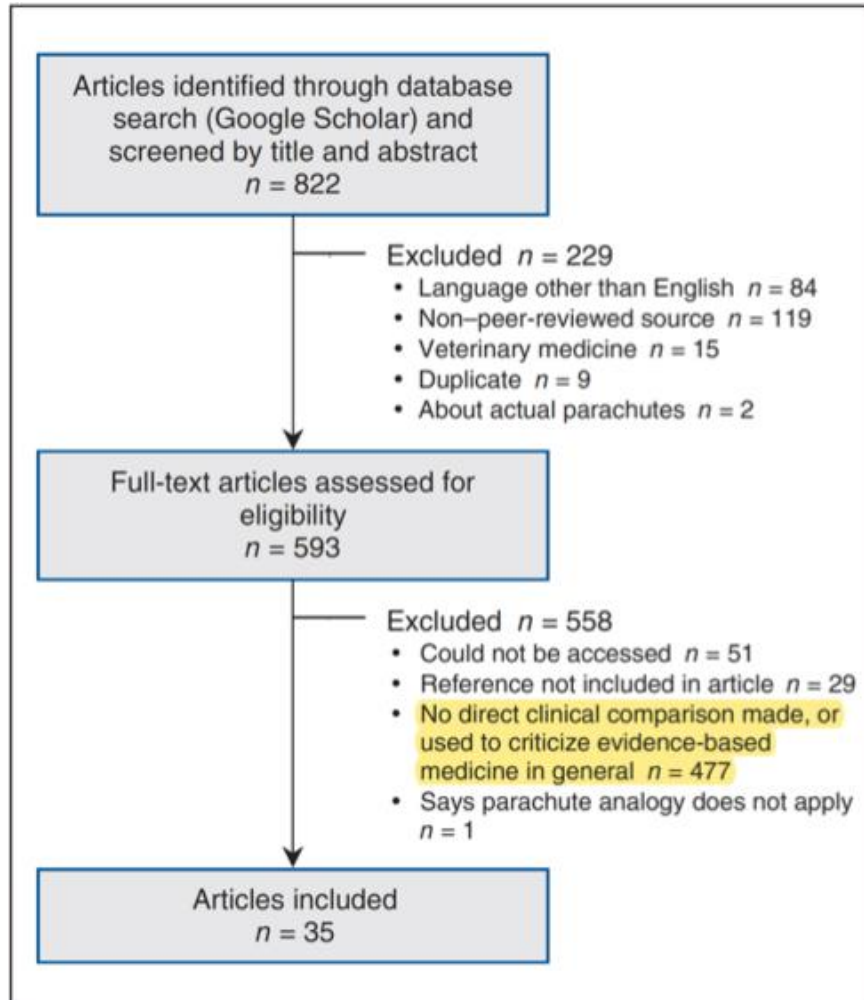 Articles identified through database
search (Google Scholar) and
screened by title and abstract
n = 822
Excluded n = 229
• Language other than English n = 84
• Non–peer-reviewed source n = 119
• Veterinary medicine n = 15
• Duplicate n = 9
• About actual parachutes n = 2
Full-text articles assessed for
eligibility
n = 593
Excluded n = 558
• Could not be accessed n = 51
• Reference not included in article n = 29
• No direct clinical comparison made, or
used to criticize evidence-based
medicine in general n = 477
• Says parachute analogy does not apply
n = 1
Articles included
n = 35